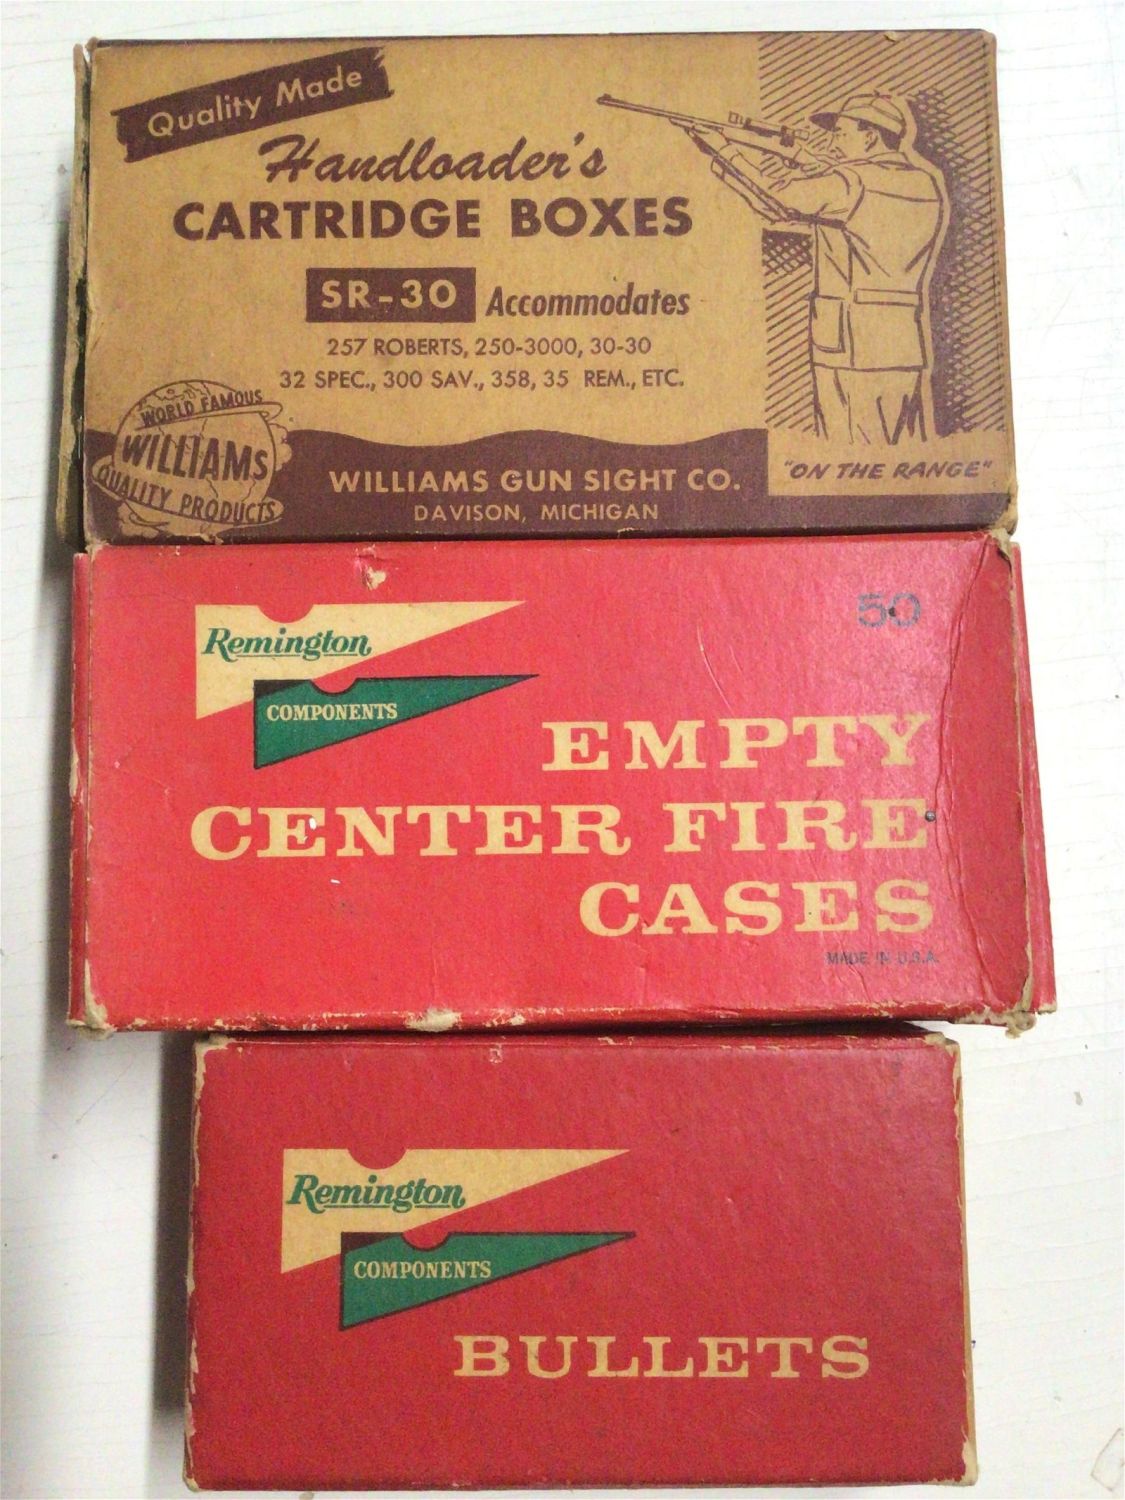 Quality Made
Handloader's
CARTRIDGE BOXES
SR-30 Accommodates
257 ROBERTS, 250-3000, 30-30
32 SPEC., 300 SAV., 358, 35 REM., ETC.
WORLD FAMOUS
WILLIAMS
QUALITY PRODUCTS
WILLIAMS GUN SIGHT CO.
DAVISON, MICHIGAN
"ON THE RANGE"
50
Remington
COMPONENTS
EMPTY
CENTER FIRE
CASES
MADE IN U.S.A.
Remington
COMPONENTS
BULLETS